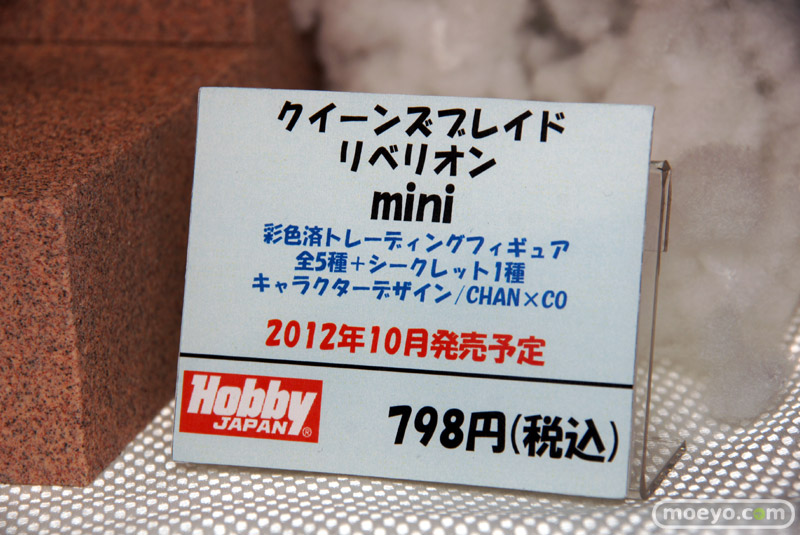 クイーンズブレイド
リベリオン
mini
彩色済トレーディングフィギュア
全5種+シークレット1種
キャラクターデザイン/CHAN×CO
2012年10月発売予定
Hobby
JAPAN®
798円(税込)
moeyo.com